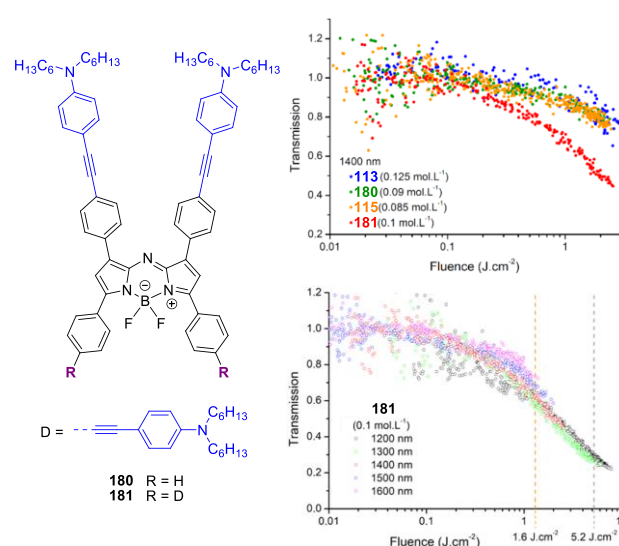 H13C6 C6H13 H13C6 C6H13
N N
N
N N
B
⊖ ⊕
F F
R R
C6H13
D = N
C6H13
180 R = H
181 R = D
1.2
1.0
0.8
0.6
0.4
0.2
Transmission
1400 nm
113 (0.125 mol.L⁻¹)
180 (0.09 mol.L⁻¹)
115 (0.085 mol.L⁻¹)
181 (0.1 mol.L⁻¹)
0.01 0.1 1
Fluence (J.cm⁻²)
1.2
1.0
0.8
0.6
0.4
0.2
0.0
Transmission
181
(0.1 mol.L⁻¹)
1200 nm
1300 nm
1400 nm
1500 nm
1600 nm
0.01 0.1 1
Fluence (J.cm⁻²)
1.6 J.cm⁻² 5.2 J.cm⁻²